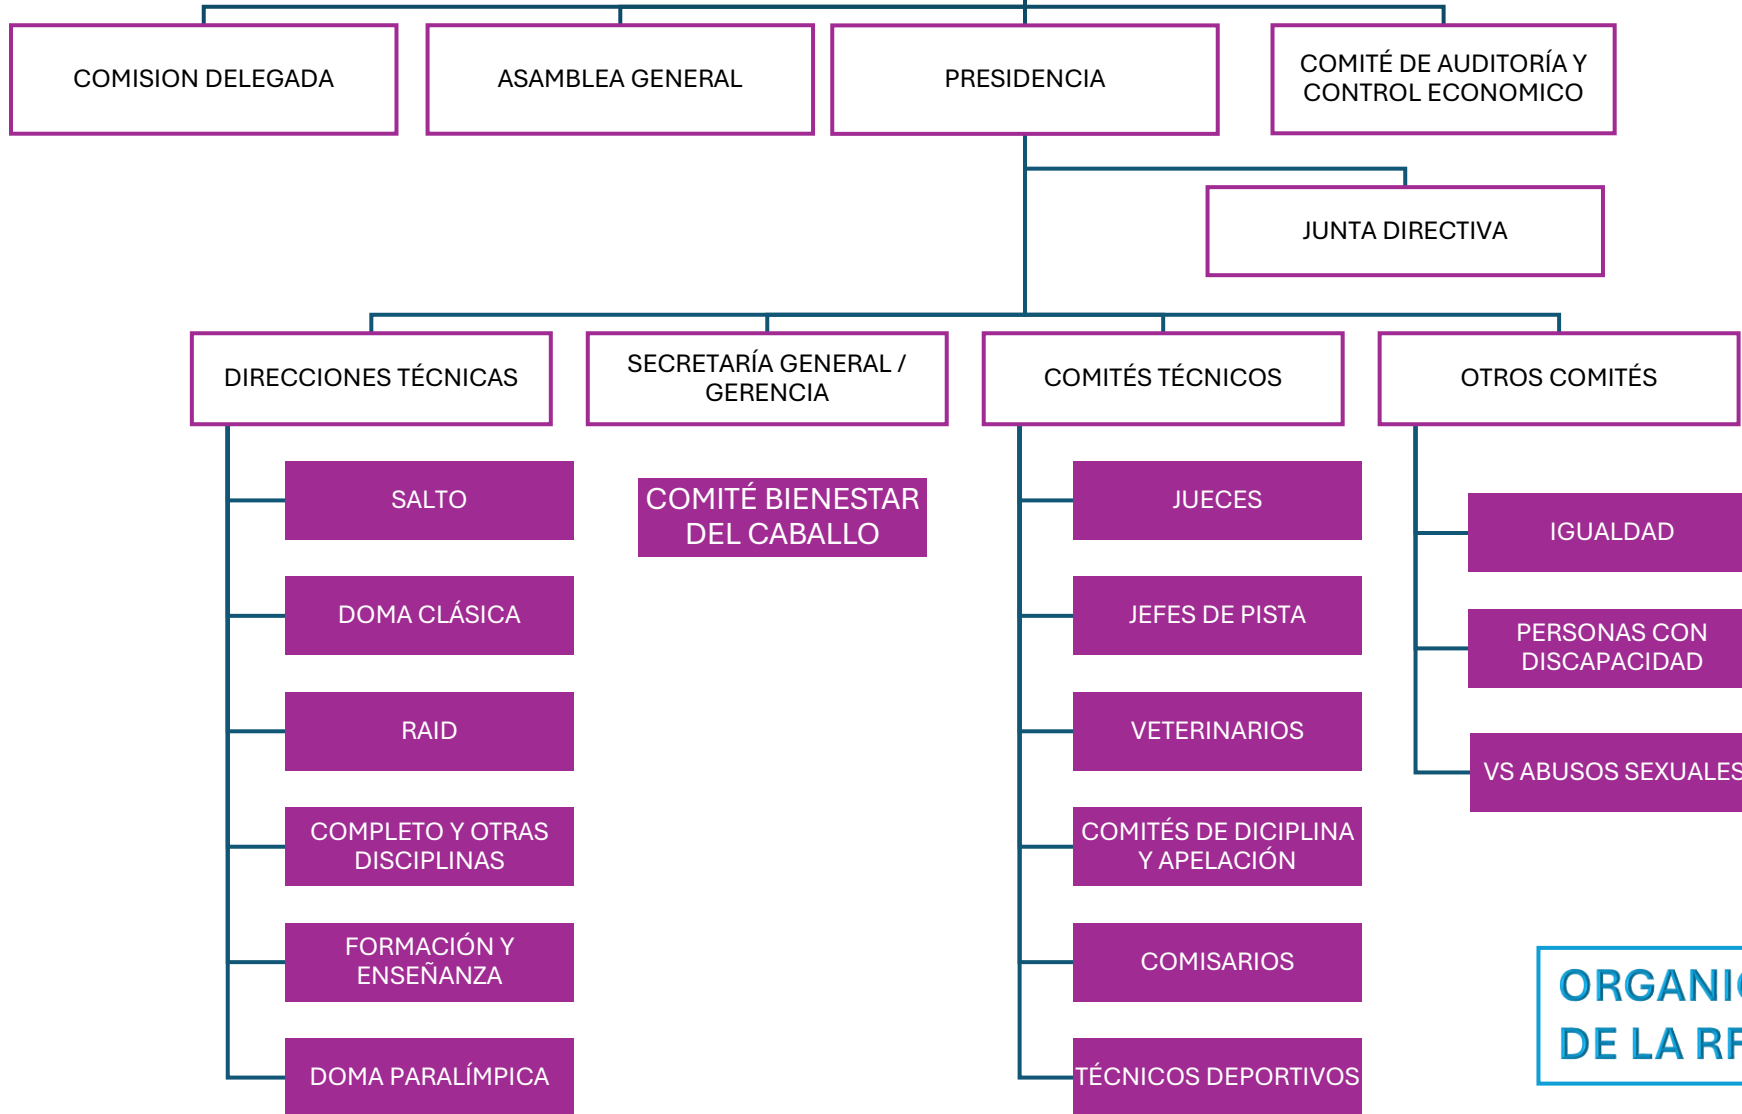 COMISION DELEGADA
ASAMBLEA GENERAL
PRESIDENCIA
COMITÉ DE AUDITORÍA Y
CONTROL ECONOMICO
JUNTA DIRECTIVA
DIRECCIONES TÉCNICAS
SECRETARÍA GENERAL /
GERENCIA
COMITÉS TÉCNICOS
OTROS COMITÉS
SALTO
DOMA CLÁSICA
RAID
COMPLETO Y OTRAS
DISCIPLINAS
FORMACIÓN Y
ENSEÑANZA
DOMA PARALÍMPICA
COMITÉ BIENESTAR
DEL CABALLO
JUECES
JEFES DE PISTA
VETERINARIOS
COMITÉS DE DICIPLINA
Y APELACIÓN
COMISARIOS
TÉCNICOS DEPORTIVOS
IGUALDAD
PERSONAS CON
DISCAPACIDAD
VS ABUSOS SEXUALES
DE LA